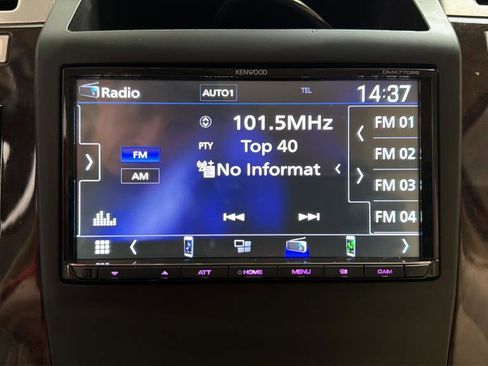 KENWOOD
DMX7706S
Radio
AUTO1
TEL
14:37
101.5MHz
FM 01
PTY
Top 40
FM
FM 02
No Informat
AM
FM 03
FM 04
ATT
HOME
MENU
CAM